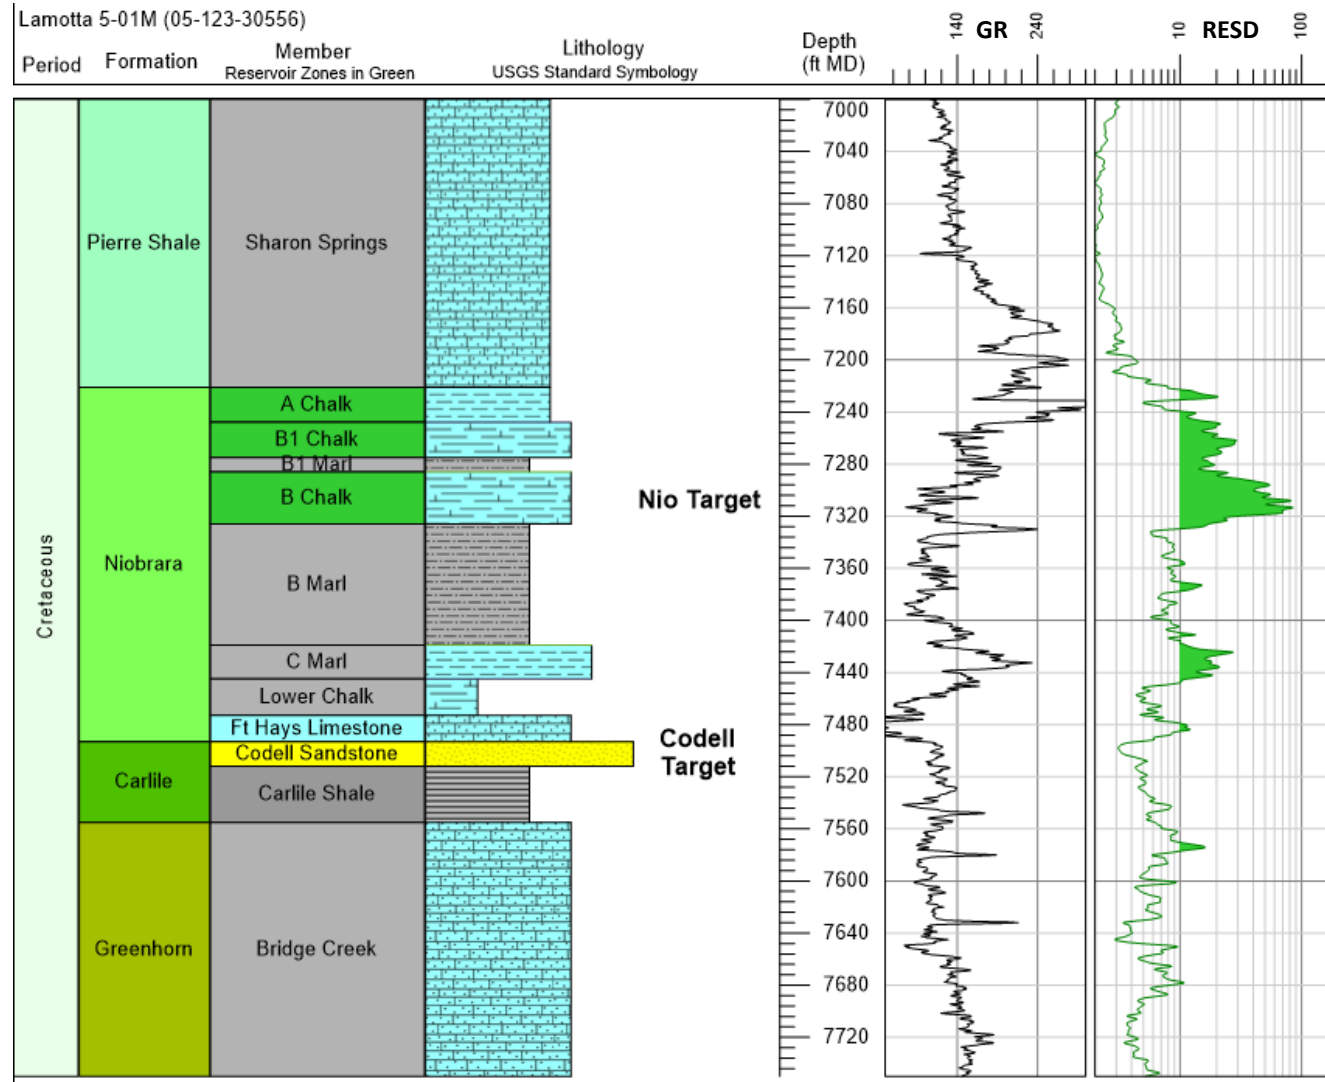 Lamotta 5-01M (05-123-30556)
Period
Formation
Member
Reservoir Zones in Green
Lithology
USGS Standard Symbology
Depth
(ft MD)
140
GR
240
10
RESD
100
Cretaceous
Pierre Shale
Sharon Springs
Niobrara
A Chalk
B1 Chalk
B1 Marl
B Chalk
Nio Target
B Marl
C Marl
Lower Chalk
Ft Hays Limestone
Codell Sandstone
Codell
Target
Carlile
Carlile Shale
Greenhorn
Bridge Creek
7000
7040
7080
7120
7160
7200
7240
7280
7320
7360
7400
7440
7480
7520
7560
7600
7640
7680
7720